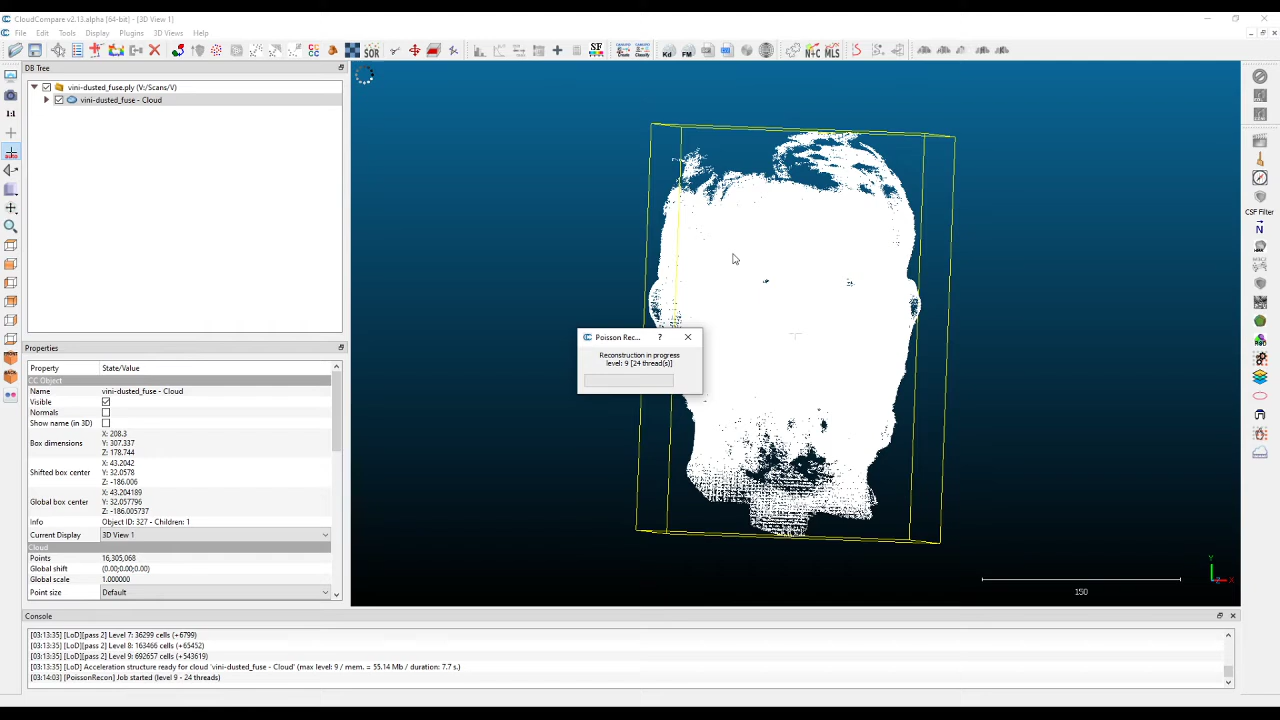 CloudCompare v2.13.alpha [64-bit] - [3D View 1]
File Edit Tools Display Plugins 3D Views Help
SOR
SF
Kd
FM
N+C
MLS
DB Tree
vini-dusted_fuse.ply (V:/Scans/V)
vini-dusted_fuse - Cloud
1:1
auto
FRONT
BACK
CSF Filter
N
Poisson Rec... ?
Reconstruction in progress
level: 9 [24 thread(s)]
Properties
Property State/Value
CC Object
Name vini-dusted_fuse - Cloud
Visible
Normals
Show name (in 3D)
Box dimensions X: 208.3
Y: 307.337
Z: 178.744
Shifted box center X: 43.2042
Y: 32.0578
Z: -186.006
Global box center X: 43.204189
Y: 32.057796
Z: -186.005737
Info Object ID: 327 - Children: 1
Current Display 3D View 1
Cloud
Points 16,305,068
Global shift (0.00;0.00;0.00)
Global scale 1.000000
Point size Default
Y
X
Z
150
Console
[03:13:35] [LoD][pass 2] Level 7: 36299 cells (+6799)
[03:13:35] [LoD][pass 2] Level 8: 163466 cells (+65452)
[03:13:35] [LoD][pass 2] Level 9: 692657 cells (+543619)
[03:13:35] [LoD] Acceleration structure ready for cloud 'vini-dusted_fuse - Cloud' (max level: 9 / mem. = 55.14 Mb / duration: 7.7 s.)
[03:14:03] [PoissonRecon] Job started (level 9 - 24 threads)